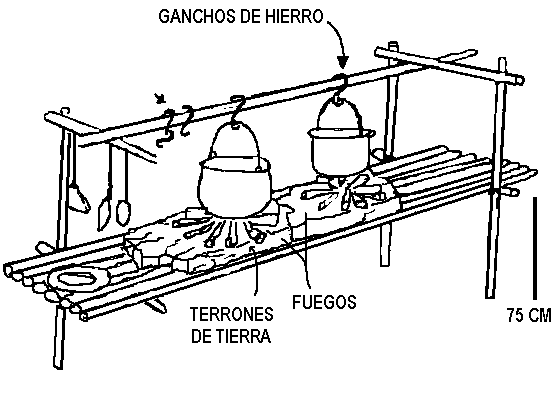 GANCHOS DE HIERRO
FUEGOS
TERRONES
DE TIERRA
75 CM